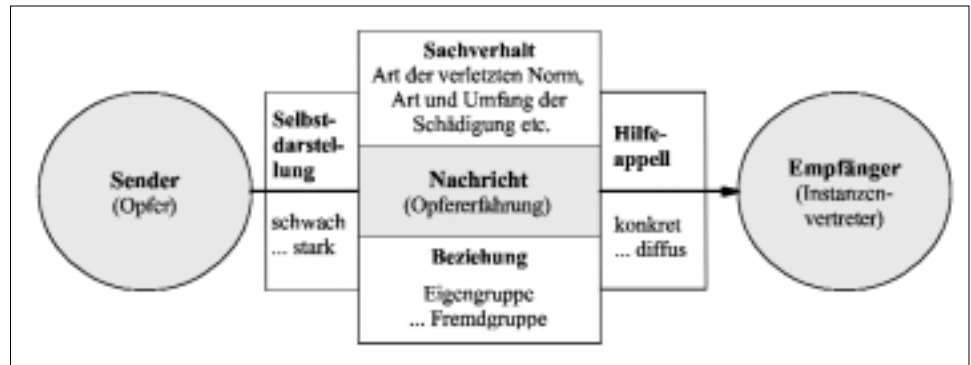 Sachverhalt
Art der verletzten Norm,
Art und Umfang der
Schädigung etc.
Sender
(Opfer)
Selbst-
darstel-
lung
schwach
... stark
Nachricht
(Opfererfahrung)
Beziehung
Eigengruppe
... Fremdgruppe
Hilfe-
appell
konkret
... diffus
Empfänger
(Instanzen-
vertreter)